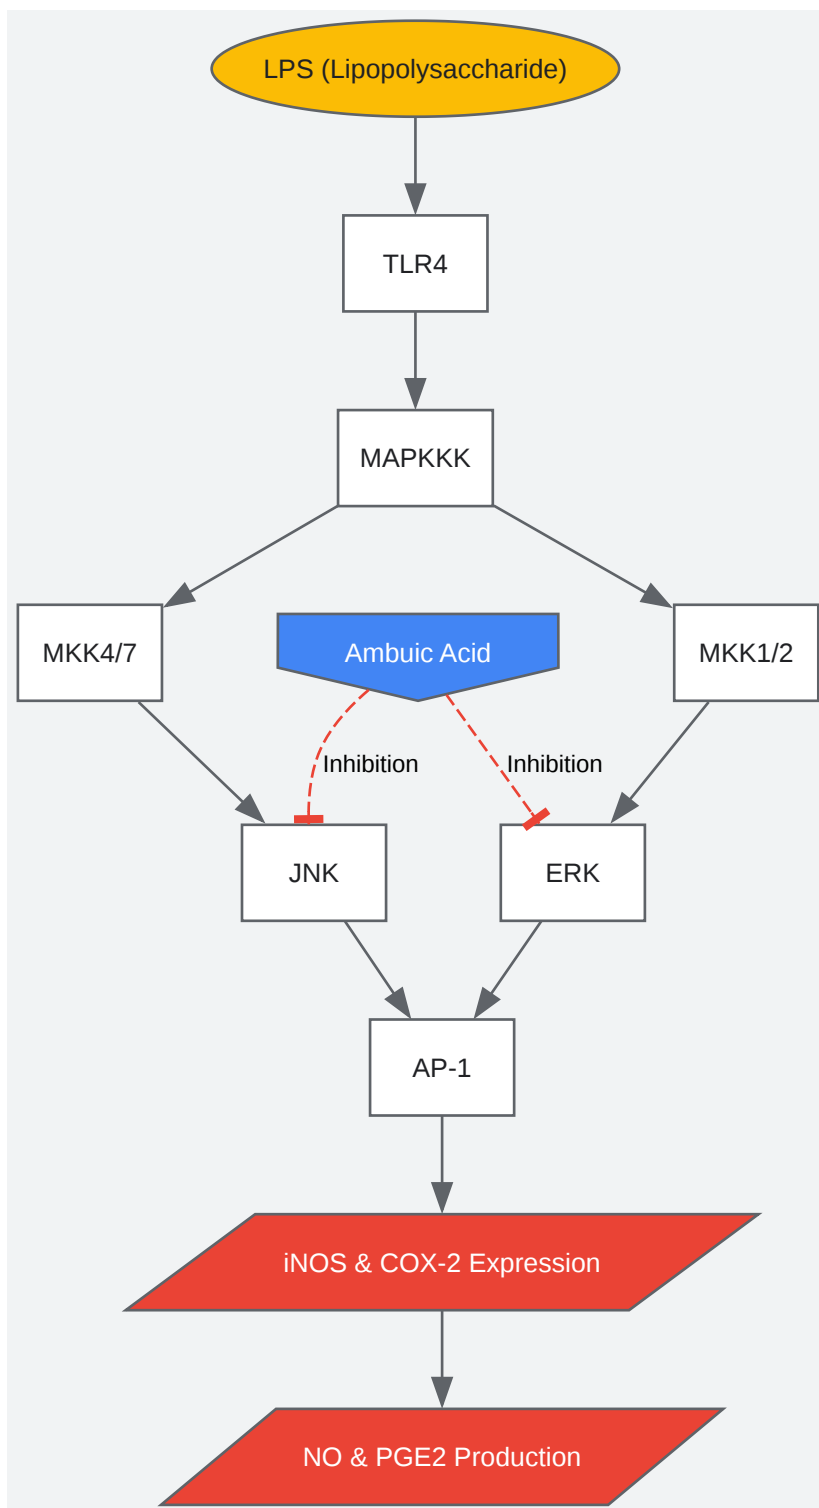 LPS (Lipopolysaccharide)
TLR4
MAPKKK
MKK4/7
Ambuic Acid
MKK1/2
Inhibition
Inhibition
JNK
ERK
AP-1
iNOS & COX-2 Expression
NO & PGE2 Production